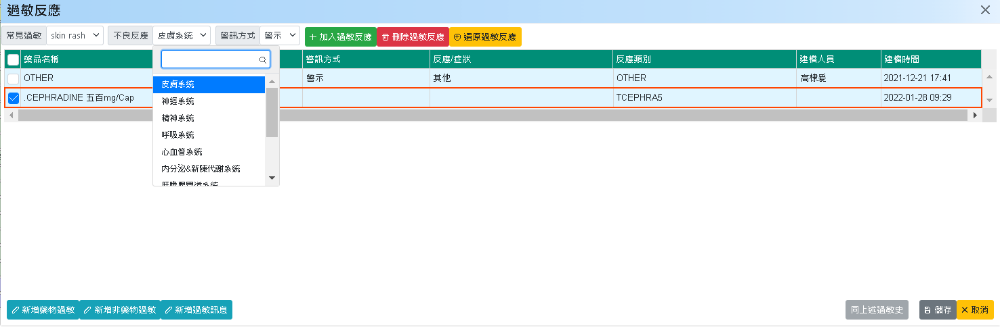 過敏反應
常見過敏 skin rash 不良反應 皮膚系統 警訊方式 警示 加入過敏反應 刪除過敏反應 還原過敏反應
藥品名稱 警訊方式 反應/症狀 反應類別 建檔人員 建檔時間
OTHER 警示 其他 OTHER 高棣爰 2021-12-21 17:41
.CEPHRADINE 五百mg/Cap TCEPHRA5 2022-01-28 09:29
皮膚系統
神經系統
精神系統
呼吸系統
心血管系統
內分泌&新陳代謝系統
肝膽腸胃道系統
新增藥物過敏 新增非藥物過敏 新增過敏訊息 同上述過敏史 儲存 取消